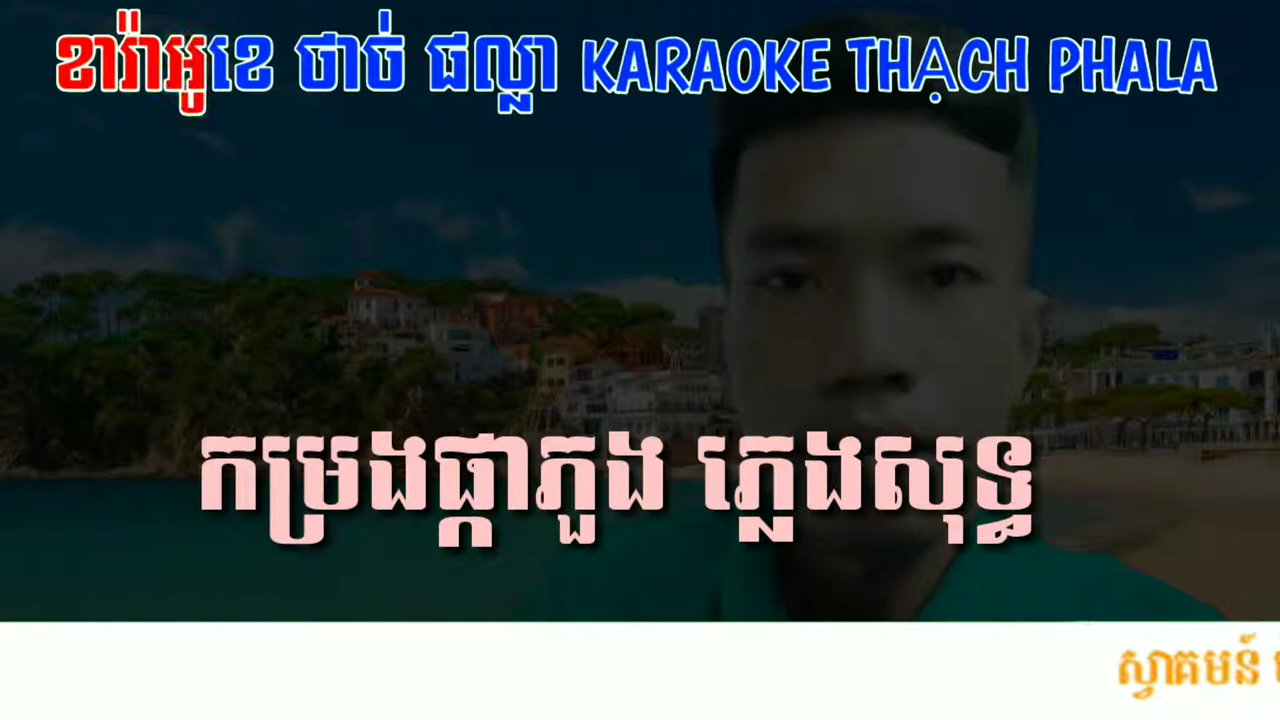 ខារ៉ាអូខេ ថាច់ ផល្លា KARAOKE THẠCH PHALA
កម្រងផ្កាភួង ភ្លេងសុទ្ធ
ស្វាគមន៍